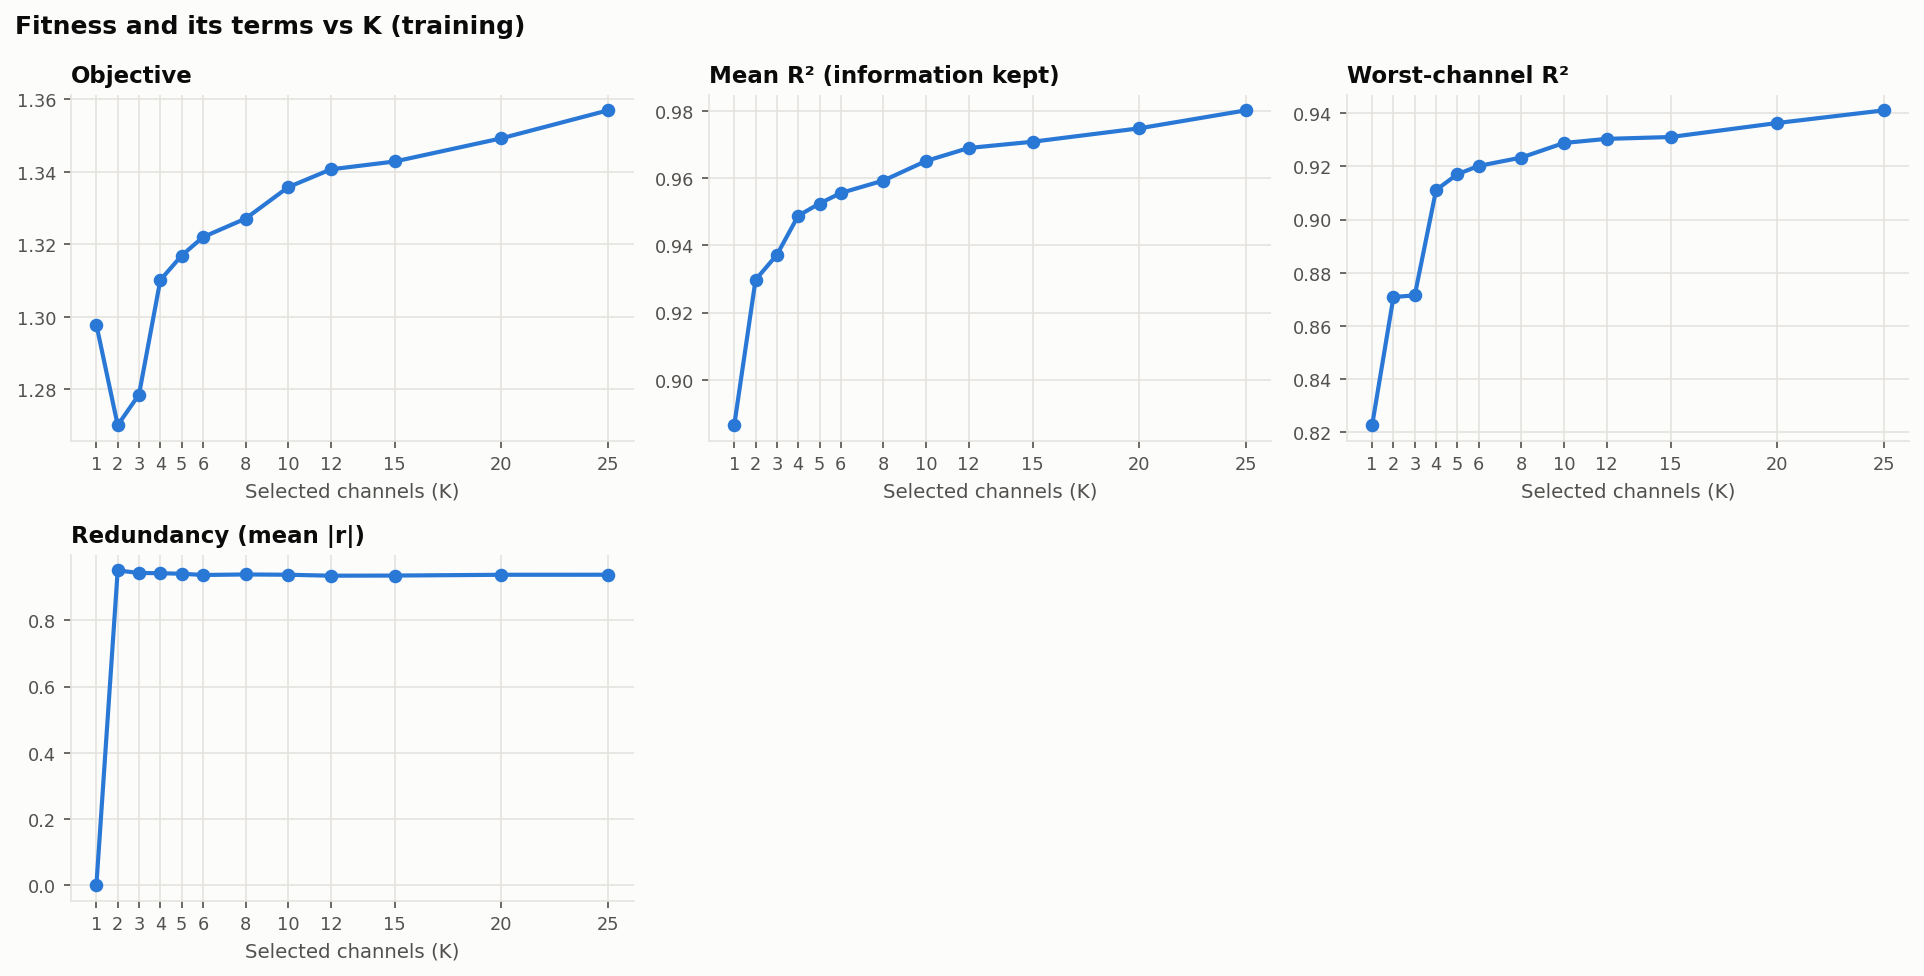 Fitness and its terms vs K (training)
Objective
1.36
1.34
1.32
1.30
1.28
1 2 3 4 5 6 8 10 12 15 20 25
Selected channels (K)
Mean R² (information kept)
0.98
0.96
0.94
0.92
0.90
1 2 3 4 5 6 8 10 12 15 20 25
Selected channels (K)
Worst-channel R²
0.94
0.92
0.90
0.88
0.86
0.84
0.82
1 2 3 4 5 6 8 10 12 15 20 25
Selected channels (K)
Redundancy (mean |r|)
0.8
0.6
0.4
0.2
0.0
1 2 3 4 5 6 8 10 12 15 20 25
Selected channels (K)